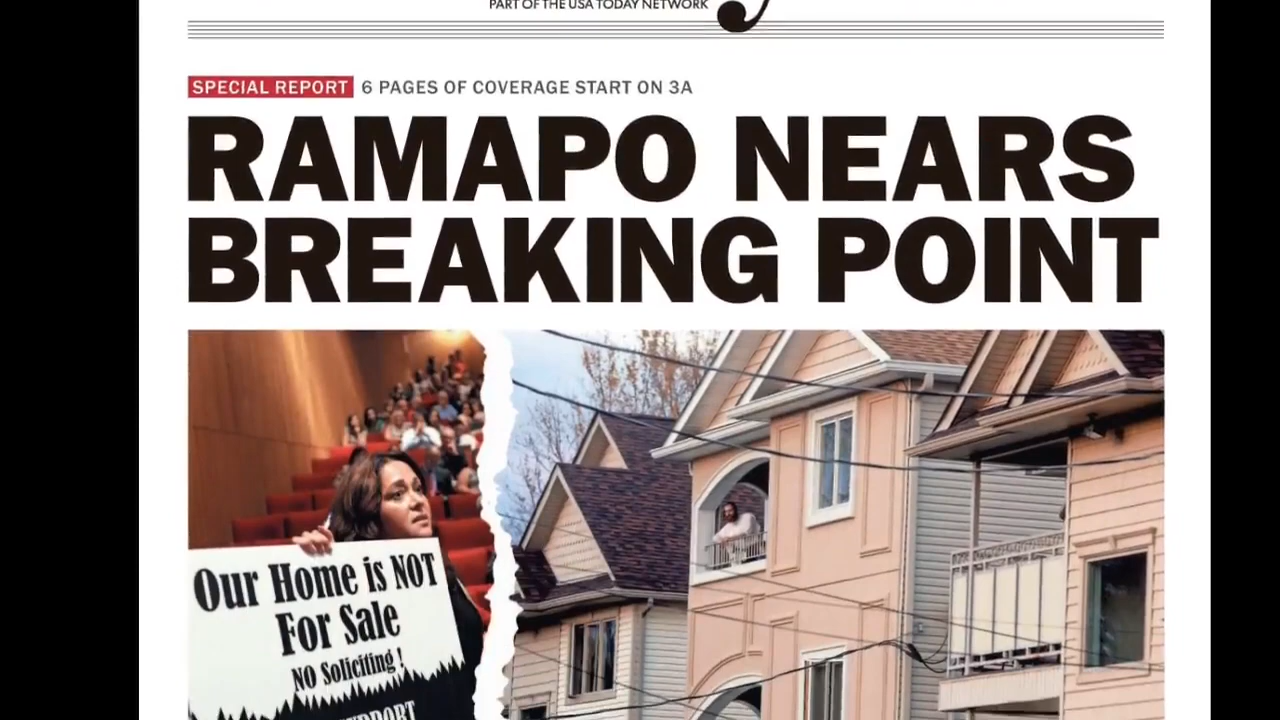 PART OF THE USA TODAY NETWORK
SPECIAL REPORT 6 PAGES OF COVERAGE START ON 3A
RAMAPO NEARS
BREAKING POINT
Our Home is NOT
For Sale
NO Soliciting!